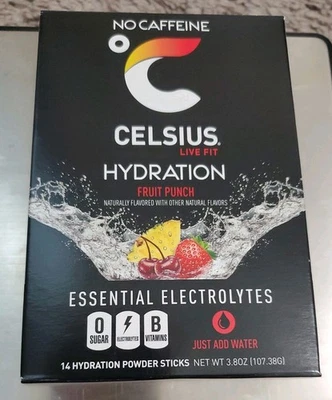 NO CAFFEINE
CELSIUS.
LIVE FIT
HYDRATION
FRUIT PUNCH
NATURALLY FLAVORED WITH OTHER NATURAL FLAVORS
ESSENTIAL ELECTROLYTES
0
SUGAR
ELECTROLYTES
B
VITAMINS
JUST ADD WATER
14 HYDRATION POWDER STICKS NET WT 3.8OZ (107.38G)